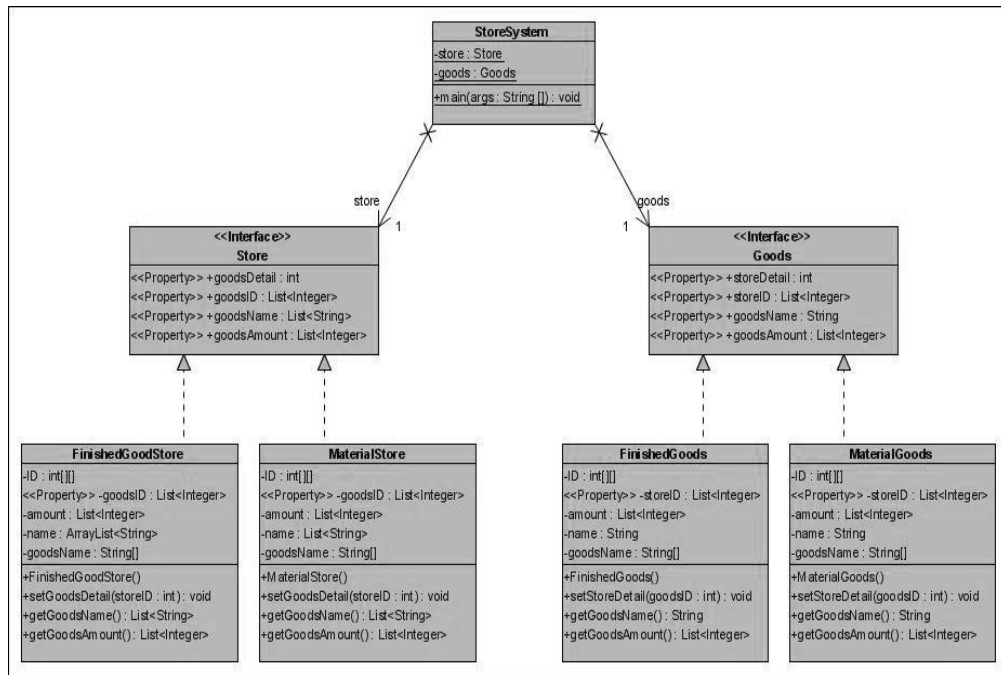 StoreSystem
-store : Store
-goods : Goods
+main(args : String []) : void
store
1
goods
1
<<Interface>>
Store
<<Property>> +goodsDetail : int
<<Property>> +goodsID : List<Integer>
<<Property>> +goodsName : List<String>
<<Property>> +goodsAmount : List<Integer>
<<Interface>>
Goods
<<Property>> +storeDetail : int
<<Property>> +storeID : List<Integer>
<<Property>> +goodsName : String
<<Property>> +goodsAmount : List<Integer>
FinishedGoodStore
-ID : int[][]
<<Property>> -goodsID : List<Integer>
-amount : List<Integer>
-name : ArrayList<String>
-goodsName : String[]
+FinishedGoodStore()
+setGoodsDetail(storeID : int) : void
+getGoodsName() : List<String>
+getGoodsAmount() : List<Integer>
MaterialStore
-ID : int[][]
<<Property>> -goodsID : List<Integer>
-amount : List<Integer>
-name : List<String>
-goodsName : String[]
+MaterialStore()
+setGoodsDetail(storeID : int) : void
+getGoodsName() : List<String>
+getGoodsAmount() : List<Integer>
FinishedGoods
-ID : int[][]
<<Property>> -storeID : List<Integer>
-amount : List<Integer>
-name : String
-goodsName : String[]
+FinishedGoods()
+setStoreDetail(goodsID : int) : void
+getGoodsName() : String
+getGoodsAmount() : List<Integer>
MaterialGoods
-ID : int[][]
<<Property>> -storeID : List<Integer>
-amount : List<Integer>
-name : String
-goodsName : String[]
+MaterialGoods()
+setStoreDetail(goodsID : int) : void
+getGoodsName() : String
+getGoodsAmount() : List<Integer>